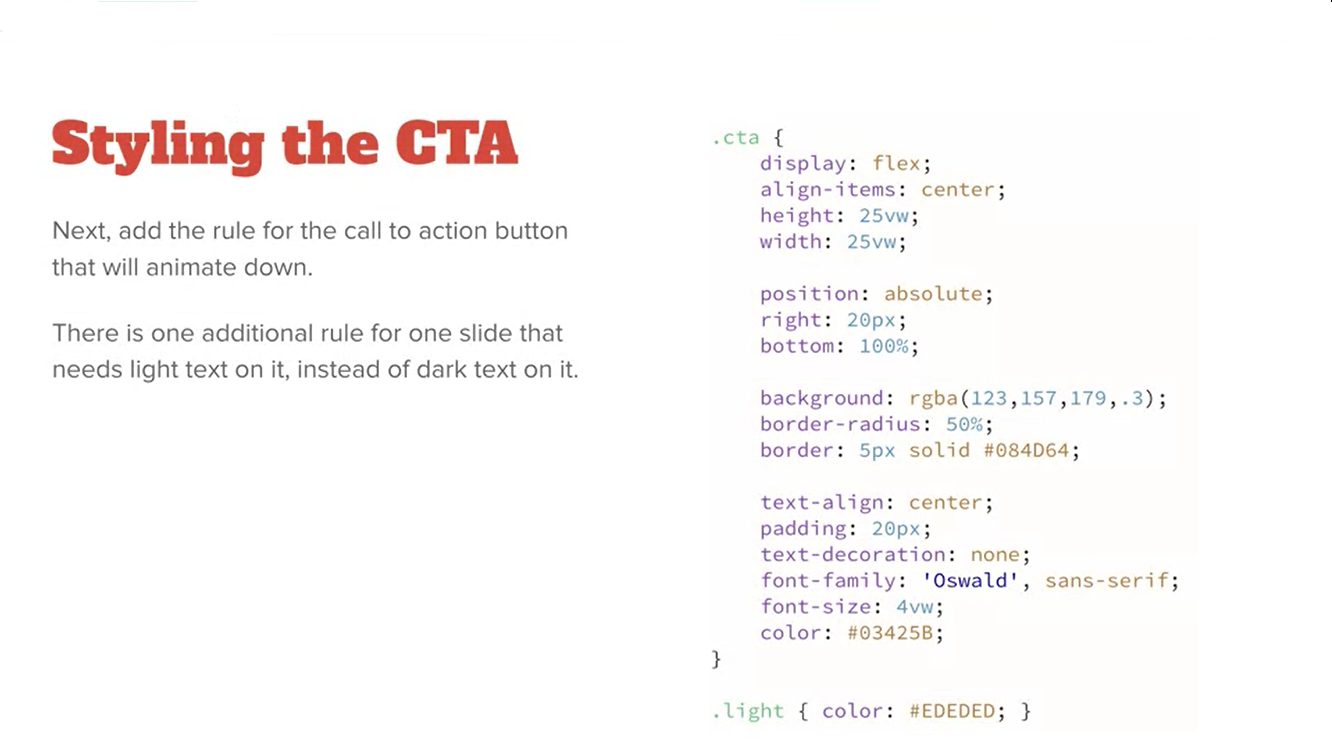 Styling the CTA
Next, add the rule for the call to action button
that will animate down.
There is one additional rule for one slide that
needs light text on it, instead of dark text on it.
.cta {
    display: flex;
    align-items: center;
    height: 25vw;
    width: 25vw;

    position: absolute;
    right: 20px;
    bottom: 100%;

    background: rgba(123,157,179,.3);
    border-radius: 50%;
    border: 5px solid #084D64;

    text-align: center;
    padding: 20px;
    text-decoration: none;
    font-family: 'Oswald', sans-serif;
    font-size: 4vw;
    color: #03425B;
}

.light { color: #EDEDED; }